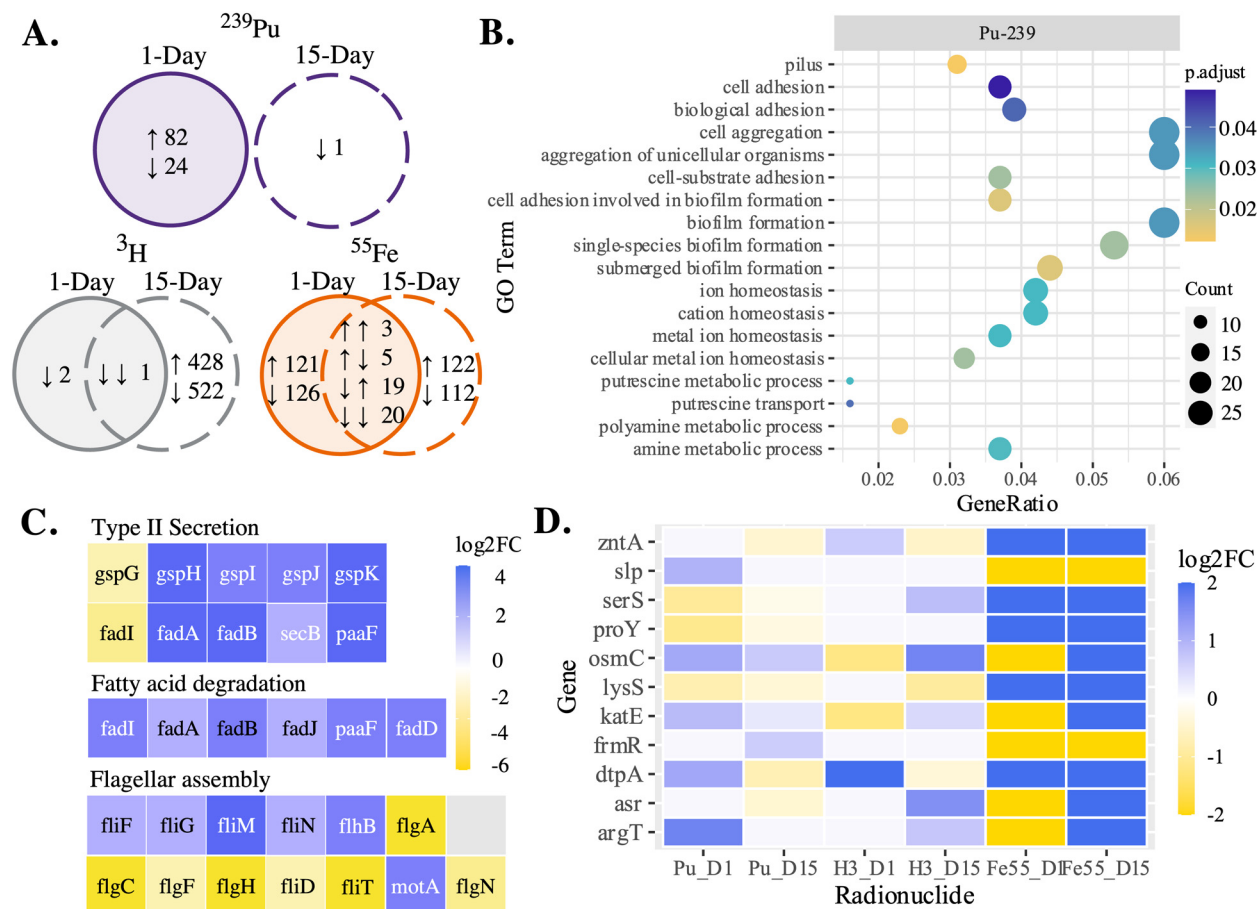 A.
²³⁹Pu
1-Day 15-Day
↑ 82
↓ 24
↓ 1
³H
1-Day 15-Day
↓ 2
↓ ↓ 1
↑ 428
↓ 522
⁵⁵Fe
1-Day 15-Day
↑ 121
↓ 126
↑ ↑ 3
↑ ↓ 5
↓ ↑ 19
↓ ↓ 20
↑ 122
↓ 112
B.
Pu-239
GO Term
pilus
cell adhesion
biological adhesion
cell aggregation
aggregation of unicellular organisms
cell-substrate adhesion
cell adhesion involved in biofilm formation
biofilm formation
single-species biofilm formation
submerged biofilm formation
ion homeostasis
cation homeostasis
metal ion homeostasis
cellular metal ion homeostasis
putrescine metabolic process
putrescine transport
polyamine metabolic process
amine metabolic process
0.02 0.03 0.04 0.05 0.06
GeneRatio
p.adjust
0.04
0.03
0.02
Count
10
15
20
25
C.
Type II Secretion
gspG gspH gspI gspJ gspK
fadI fadA fadB secB paaF
Fatty acid degradation
fadI fadA fadB fadJ paaF fadD
Flagellar assembly
fliF fliG fliM fliN flhB flgA
flgC flgF flgH fliD fliT motA flgN
log2FC
4
2
0
-2
-4
-6
D.
Gene
zntA
slp
serS
proY
osmC
lysS
katE
frmR
dtpA
asr
argT
Pu_D1 Pu_D15 H3_D1 H3_D15 Fe55_D1 Fe55_D15
Radionuclide
log2FC
2
1
0
-1
-2